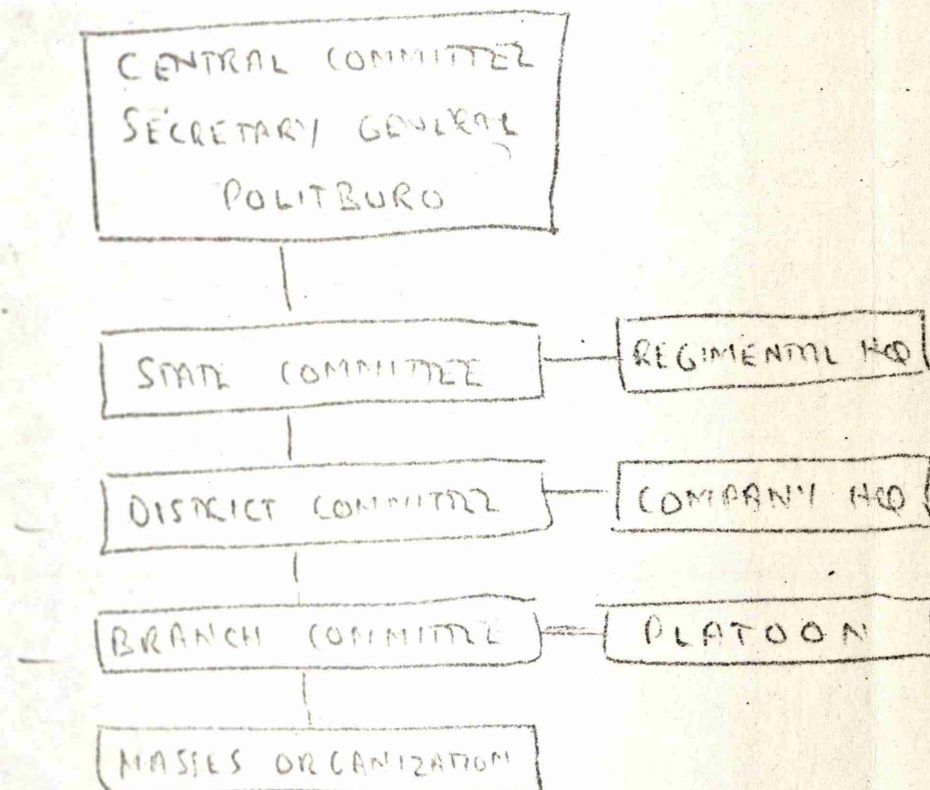 CENTRAL COMMITTEE
SECRETARY GENERAL
POLITBURO
STATE COMMITTEE
REGIMENTAL HQ
DISTRICT COMMITTEE
COMPANY HQ
BRANCH COMMITTEE
PLATOON
MASSES ORGANIZATION